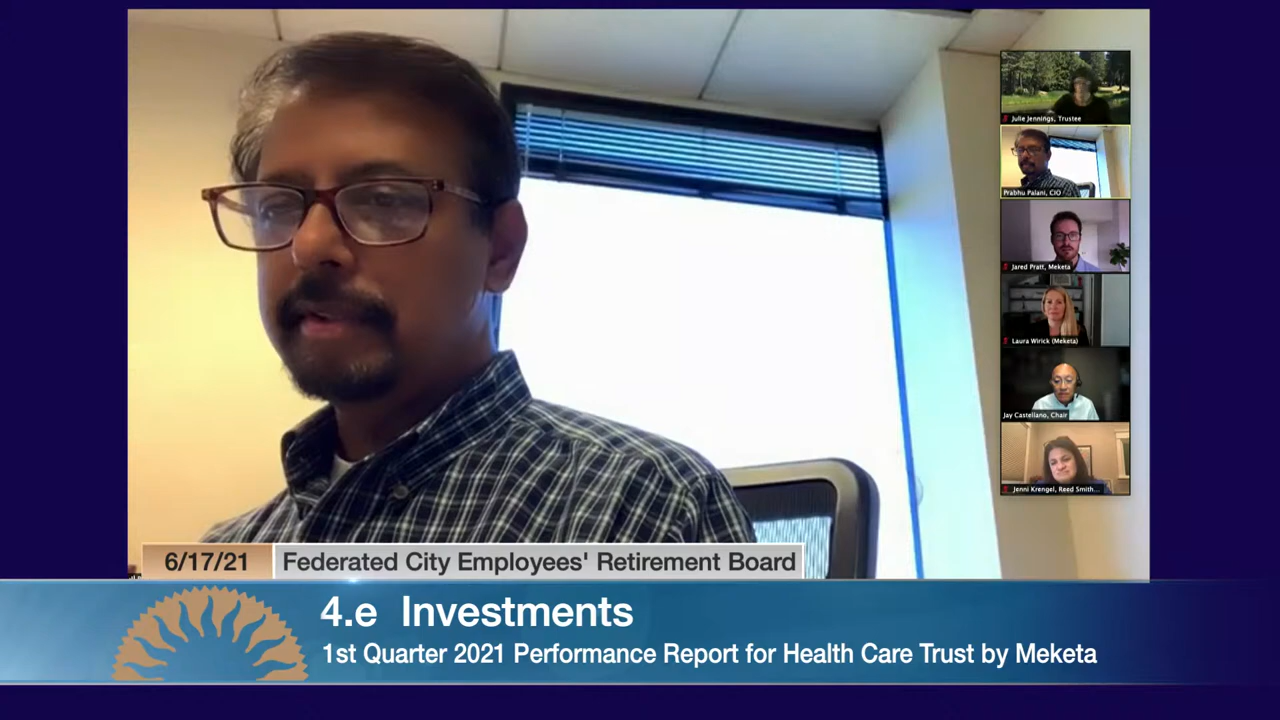 Julie Jennings, Trustee
Prabhu Palani, CIO
Jared Pratt, Meketa
Laura Wirick (Meketa)
Jay Castellano, Chair
Jenni Krengel, Reed Smith...
6/17/21
Federated City Employees' Retirement Board
4.e Investments
1st Quarter 2021 Performance Report for Health Care Trust by Meketa